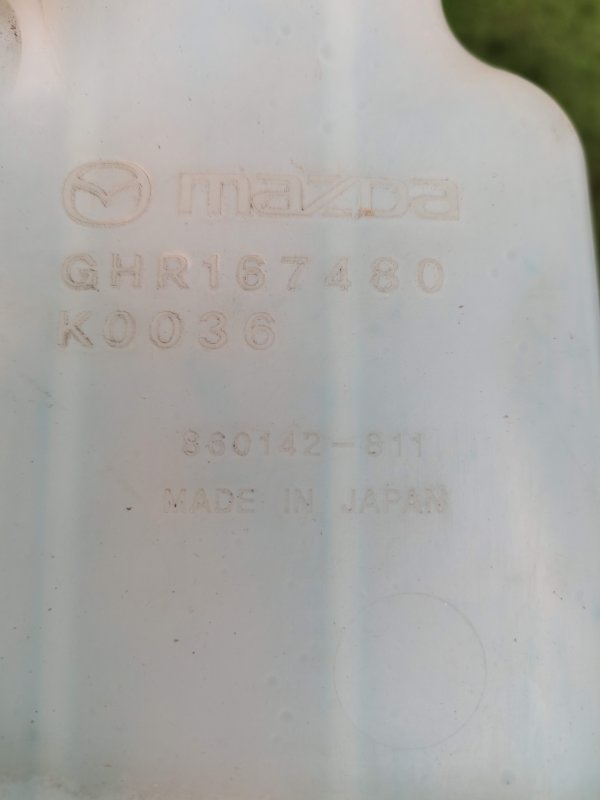 mazda
GHR167480
K0036
860142-811
MADE IN JAPAN